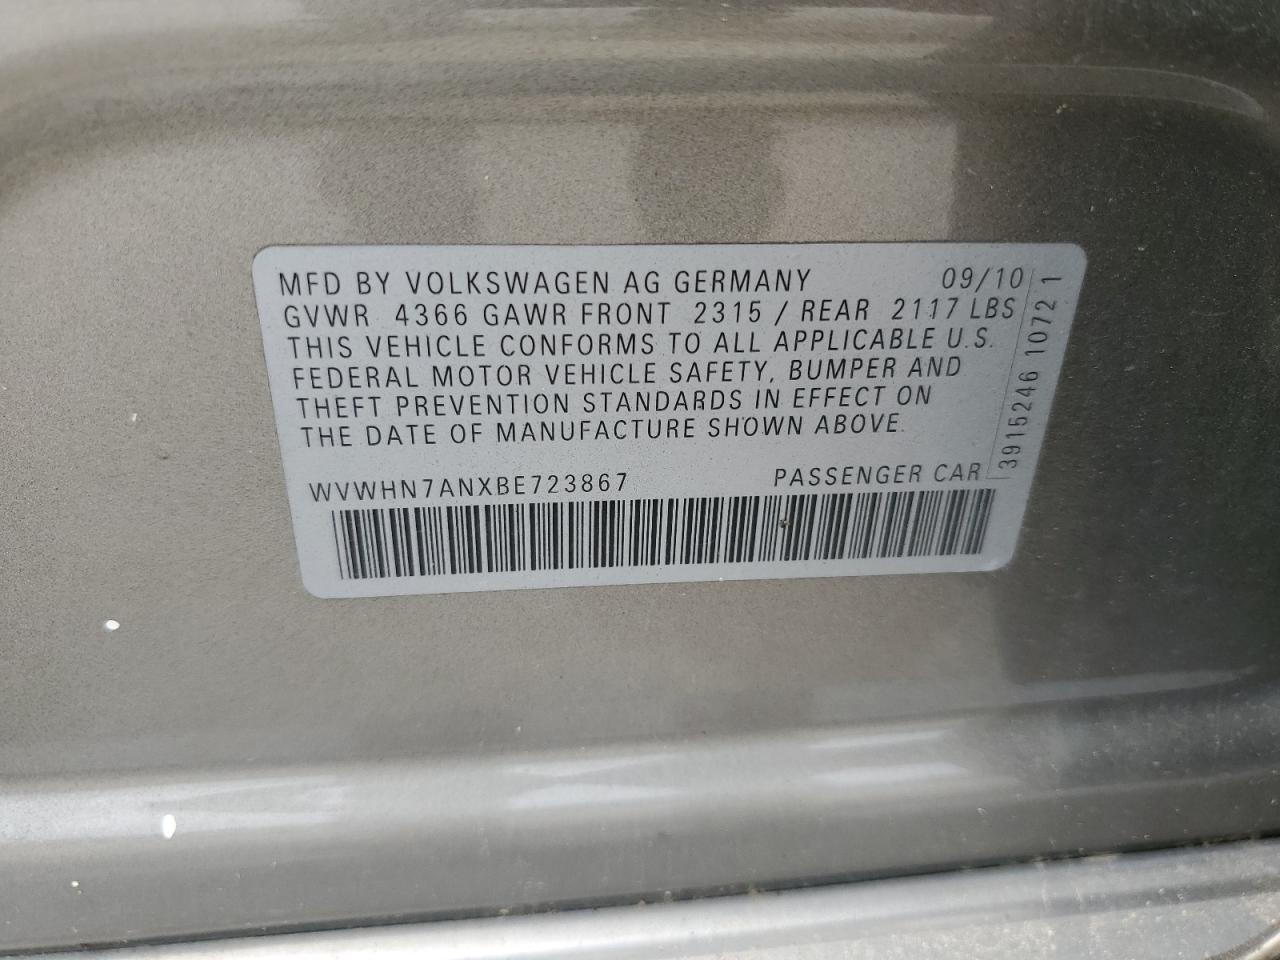 MFD BY VOLKSWAGEN AG GERMANY 09/10
GVWR 4366 GAWR FRONT 2315 / REAR 2117 LBS
THIS VEHICLE CONFORMS TO ALL APPLICABLE U.S.
FEDERAL MOTOR VEHICLE SAFETY, BUMPER AND
THEFT PREVENTION STANDARDS IN EFFECT ON
THE DATE OF MANUFACTURE SHOWN ABOVE.
WVWHN7ANXBE723867 PASSENGER CAR
3915246 1072 1